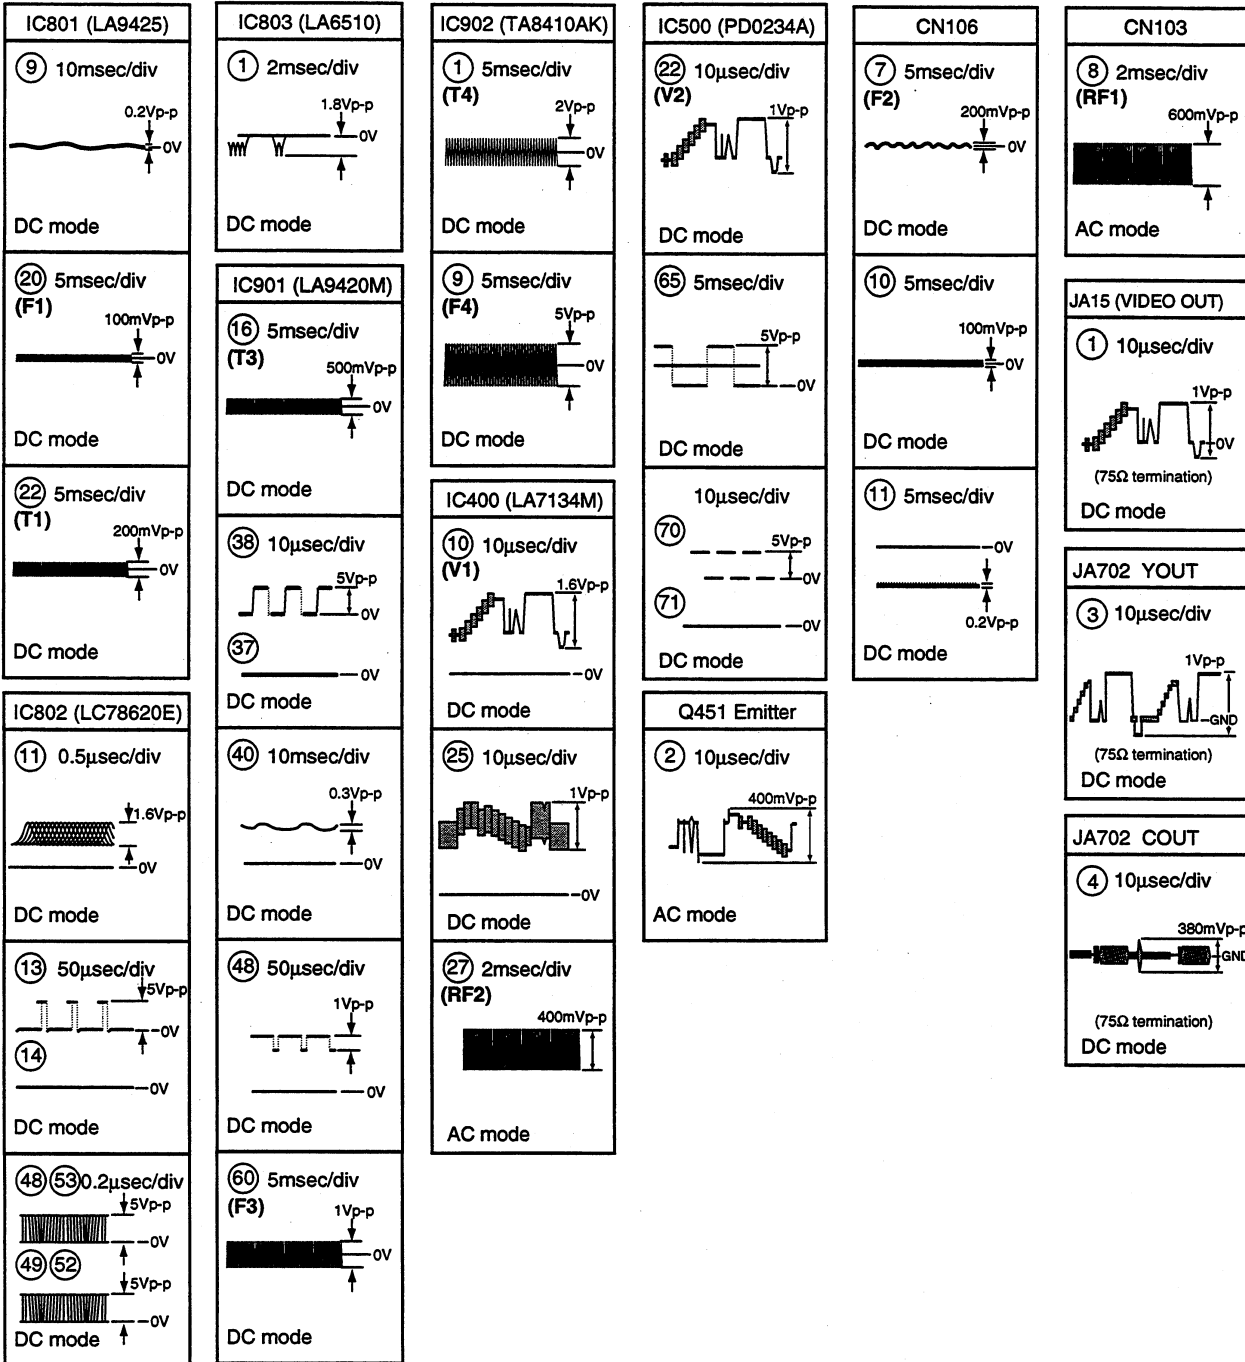 IC801 (LA9425)
9 10msec/div
0.2Vp-p
0V
DC mode
20 5msec/div
(F1)
100mVp-p
0V
DC mode
22 5msec/div
(T1)
200mVp-p
0V
DC mode
IC802 (LC78620E)
11 0.5μsec/div
1.6Vp-p
0V
DC mode
13 50μsec/div
5Vp-p
0V
14
0V
DC mode
48 53 0.2μsec/div
5Vp-p
0V
49 52
5Vp-p
0V
DC mode
IC803 (LA6510)
1 2msec/div
1.8Vp-p
0V
DC mode
IC901 (LA9420M)
16 5msec/div
(T3)
500mVp-p
0V
DC mode
38 10μsec/div
5Vp-p
0V
37
0V
DC mode
40 10msec/div
0.3Vp-p
0V
DC mode
48 50μsec/div
1Vp-p
0V
DC mode
60 5msec/div
(F3)
1Vp-p
0V
DC mode
IC902 (TA8410AK)
1 5msec/div
(T4)
2Vp-p
0V
DC mode
9 5msec/div
(F4)
5Vp-p
0V
DC mode
IC400 (LA7134M)
10 10μsec/div
(V1)
1.6Vp-p
0V
DC mode
25 10μsec/div
1Vp-p
0V
DC mode
27 2msec/div
(RF2)
400mVp-p
AC mode
IC500 (PD0234A)
22 10μsec/div
(V2)
1Vp-p
DC mode
65 5msec/div
5Vp-p
0V
DC mode
10μsec/div
70
5Vp-p
0V
71
0V
DC mode
Q451 Emitter
2 10μsec/div
400mVp-p
AC mode
CN106
7 5msec/div
(F2)
200mVp-p
0V
DC mode
10 5msec/div
100mVp-p
0V
DC mode
11 5msec/div
0V
0.2Vp-p
DC mode
CN103
8 2msec/div
(RF1)
600mVp-p
AC mode
JA15 (VIDEO OUT)
1 10μsec/div
1Vp-p
0V
(75Ω termination)
DC mode
JA702 YOUT
3 10μsec/div
1Vp-p
GND
(75Ω termination)
DC mode
JA702 COUT
4 10μsec/div
380mVp-p
GND
(75Ω termination)
DC mode